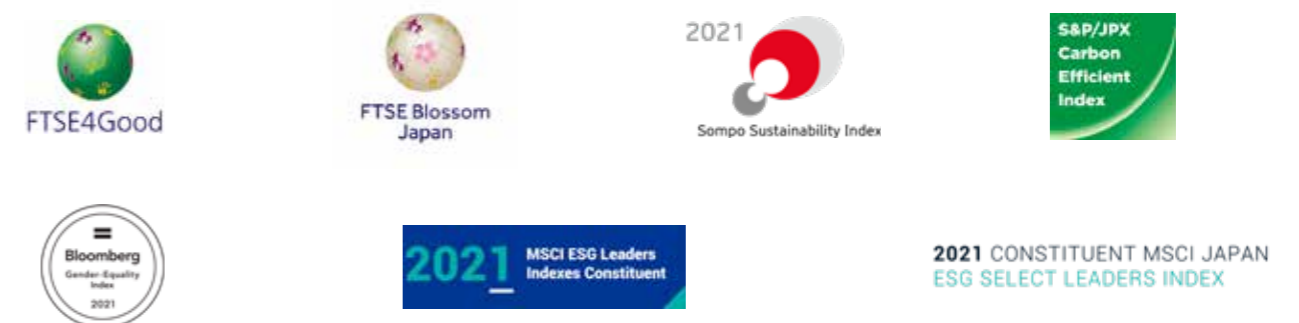 FTSE4Good
FTSE Blossom
Japan
2021
Sompo Sustainability Index
S&P/JPX
Carbon
Efficient
Index
Bloomberg
Gender-Equality
Index
2021
2021
MSCI ESG Leaders
Indexes Constituent
2021 CONSTITUENT MSCI JAPAN
ESG SELECT LEADERS INDEX